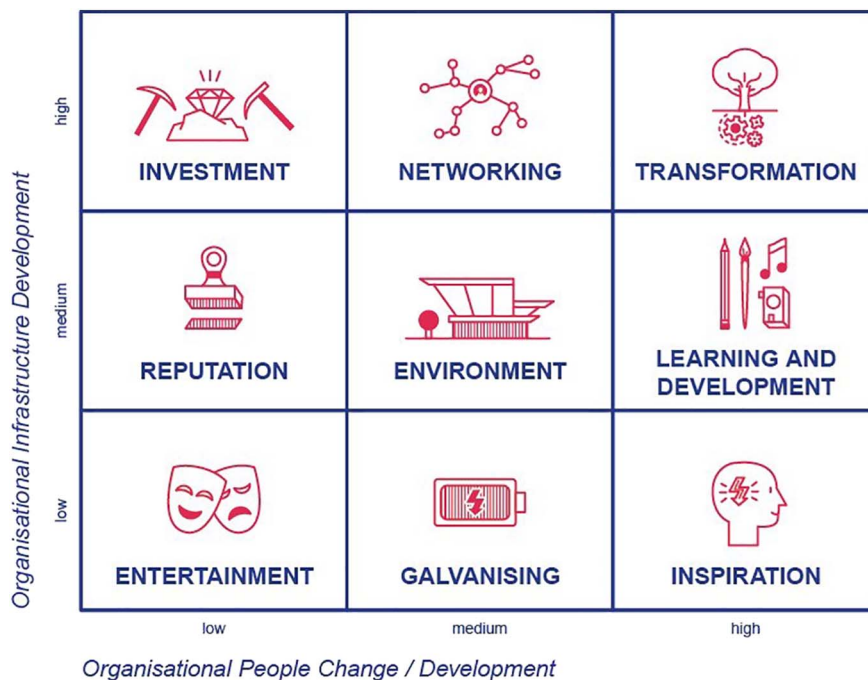 Organisational Infrastructure Development
high
INVESTMENT
NETWORKING
TRANSFORMATION
medium
REPUTATION
ENVIRONMENT
LEARNING AND
DEVELOPMENT
low
ENTERTAINMENT
GALVANISING
INSPIRATION
low
medium
high
Organisational People Change / Development